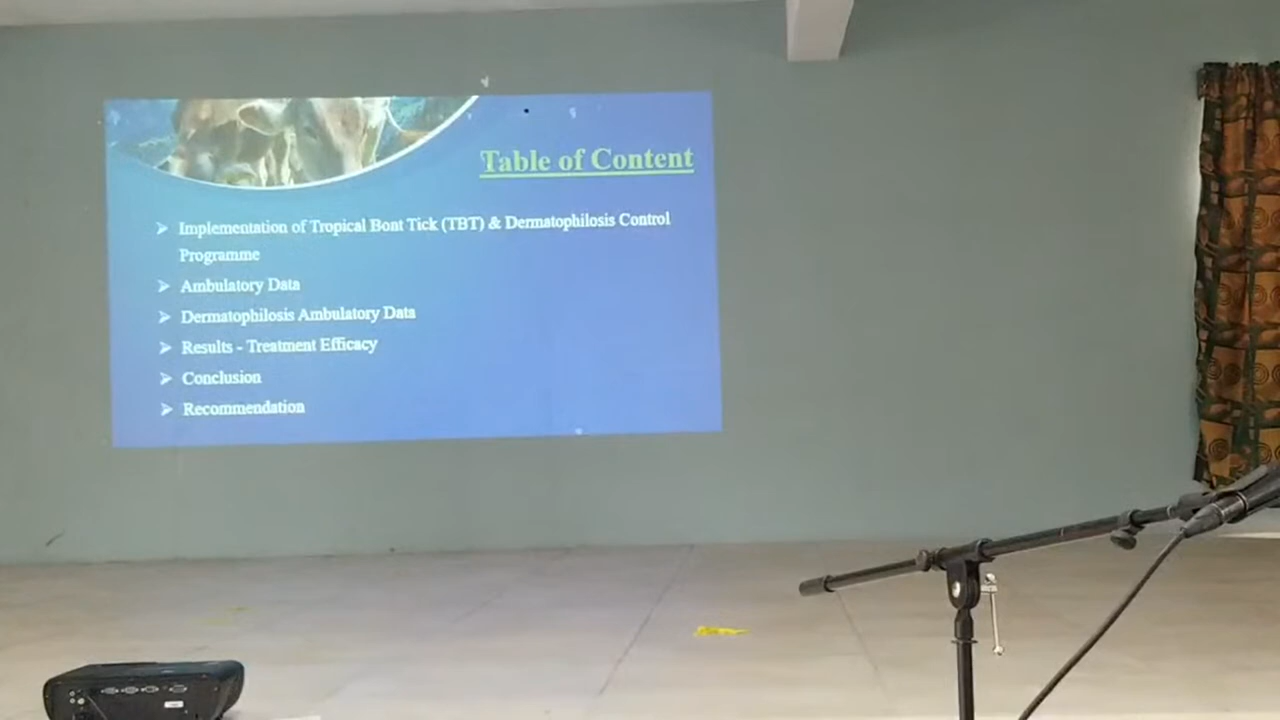 Table of Content
➢ Implementation of Tropical Bont Tick (TBT) & Dermatophilosis Control
Programme
➢ Ambulatory Data
➢ Dermatophilosis Ambulatory Data
➢ Results - Treatment Efficacy
➢ Conclusion
➢ Recommendation